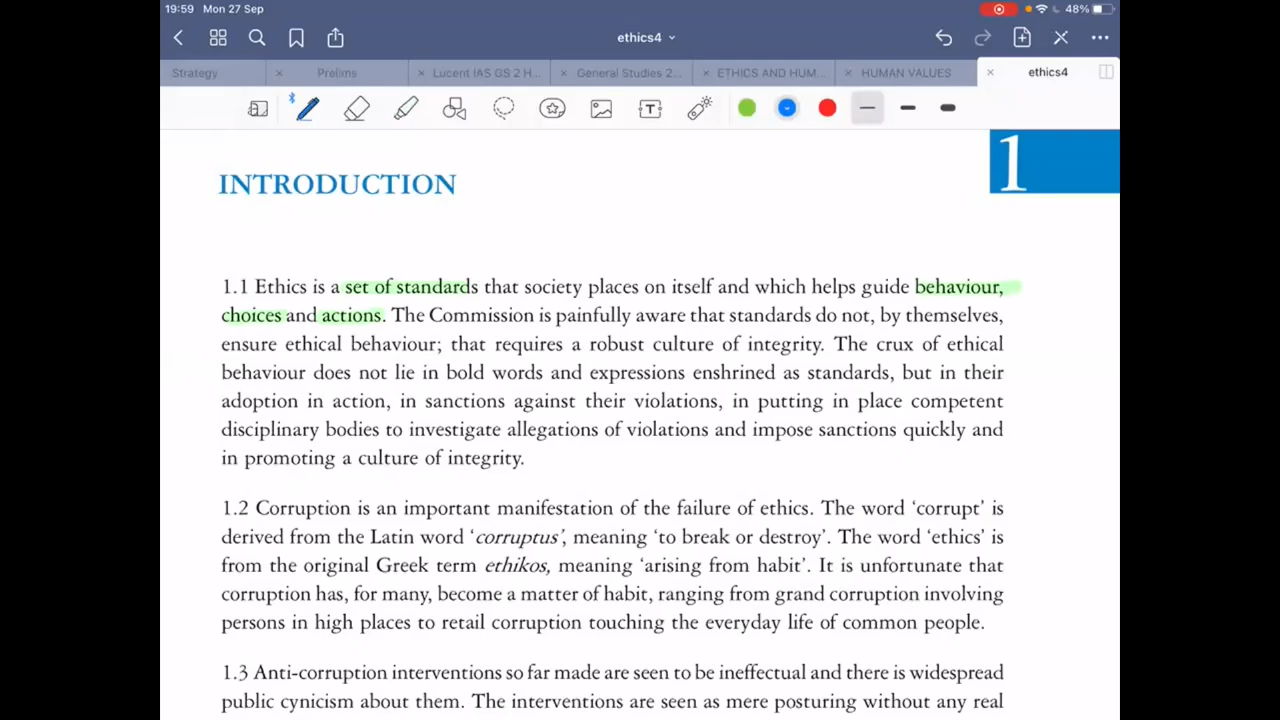 19:59 Mon 27 Sep
48%
ethics4
Strategy
Prelims
Lucent IAS GS 2 H...
General Studies 2...
ETHICS AND HUM...
HUMAN VALUES
ethics4
1
INTRODUCTION
1.1 Ethics is a set of standards that society places on itself and which helps guide behaviour,
choices and actions. The Commission is painfully aware that standards do not, by themselves,
ensure ethical behaviour; that requires a robust culture of integrity. The crux of ethical
behaviour does not lie in bold words and expressions enshrined as standards, but in their
adoption in action, in sanctions against their violations, in putting in place competent
disciplinary bodies to investigate allegations of violations and impose sanctions quickly and
in promoting a culture of integrity.
1.2 Corruption is an important manifestation of the failure of ethics. The word ‘corrupt’ is
derived from the Latin word ‘corruptus’, meaning ‘to break or destroy’. The word ‘ethics’ is
from the original Greek term ethikos, meaning ‘arising from habit’. It is unfortunate that
corruption has, for many, become a matter of habit, ranging from grand corruption involving
persons in high places to retail corruption touching the everyday life of common people.
1.3 Anti-corruption interventions so far made are seen to be ineffectual and there is widespread
public cynicism about them. The interventions are seen as mere posturing without any real